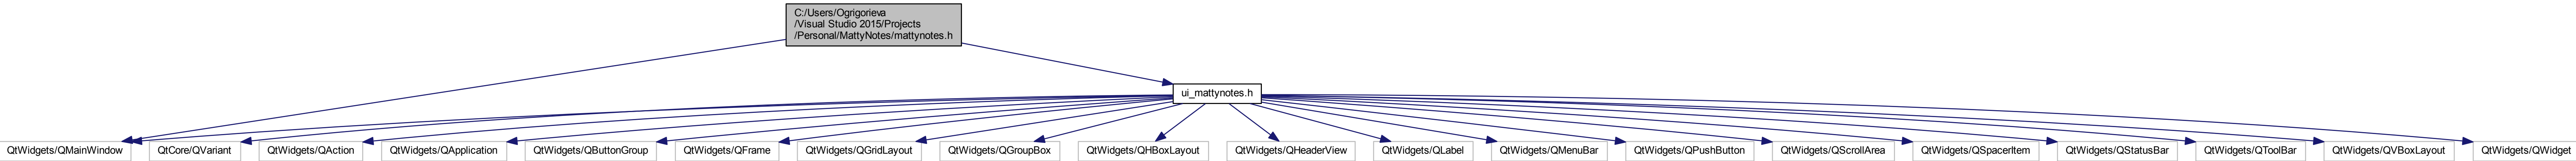 C:/Users/Ogrigorieva
/Visual Studio 2015/Projects
/Personal/MattyNotes/mattynotes.h
ui_mattynotes.h
QtWidgets/QMainWindow
QtCore/QVariant
QtWidgets/QAction
QtWidgets/QApplication
QtWidgets/QButtonGroup
QtWidgets/QFrame
QtWidgets/QGridLayout
QtWidgets/QGroupBox
QtWidgets/QHBoxLayout
QtWidgets/QHeaderView
QtWidgets/QLabel
QtWidgets/QMenuBar
QtWidgets/QPushButton
QtWidgets/QScrollArea
QtWidgets/QSpacerItem
QtWidgets/QStatusBar
QtWidgets/QToolBar
QtWidgets/QVBoxLayout
QtWidgets/QWidget